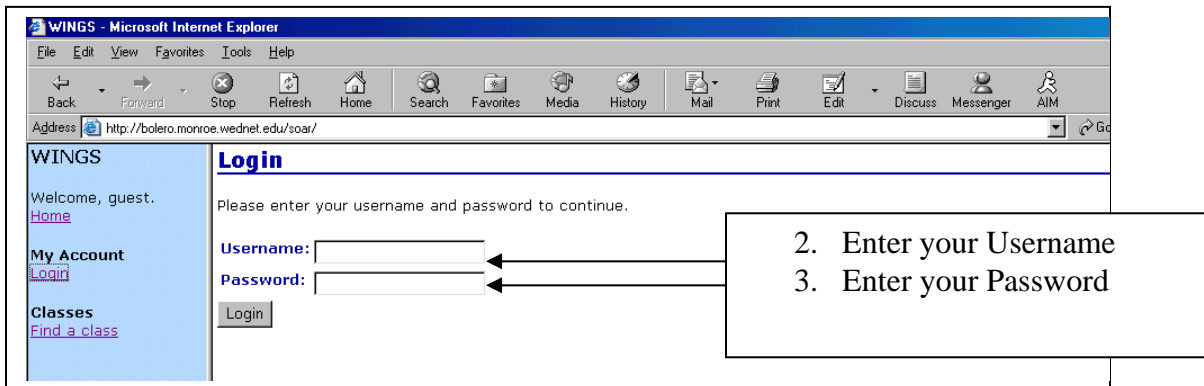 WINGS - Microsoft Internet Explorer
File Edit View Favorites Tools Help
Back Forward Stop Refresh Home Search Favorites Media History Mail Print Edit Discuss Messenger AIM
Address http://bolero.monroe.wednet.edu/soar/
WINGS
Welcome, guest.
Home
My Account
Login
Classes
Find a class
Login
Please enter your username and password to continue.
Username:
Password:
Login
2. Enter your Username
3. Enter your Password